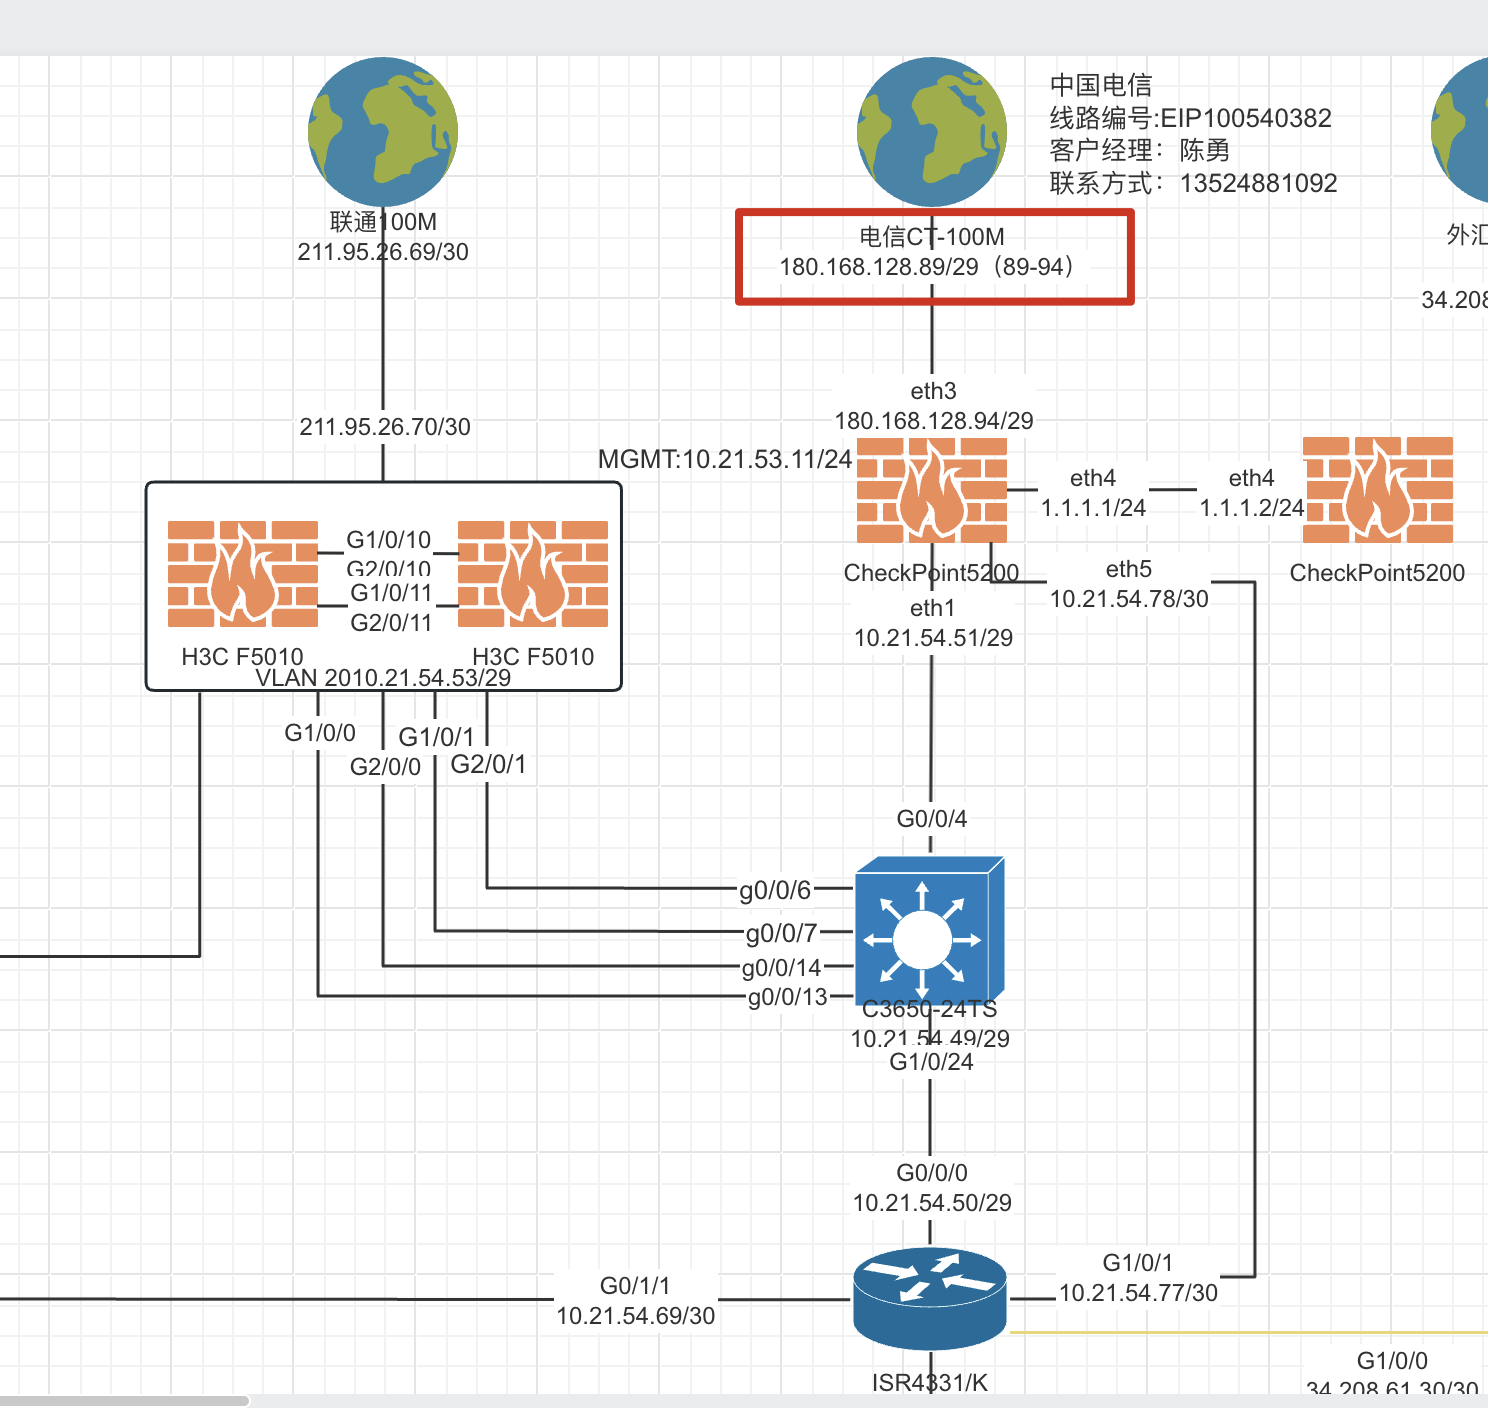 中国电信
线路编号:EIP100540382
客户经理：陈勇
联系方式：13524881092
联通100M
211.95.26.69/30
电信CT-100M
180.168.128.89/29（89-94）
外汇
34.208
eth3
180.168.128.94/29
211.95.26.70/30
MGMT:10.21.53.11/24
eth4
1.1.1.1/24
eth4
1.1.1.2/24
G1/0/10
G2/0/10
G1/0/11
G2/0/11
H3C F5010
H3C F5010
VLAN 2010.21.54.53/29
CheckPoint5200
CheckPoint5200
eth5
10.21.54.78/30
eth1
10.21.54.51/29
G1/0/0
G2/0/0
G1/0/1
G2/0/1
G0/0/4
g0/0/6
g0/0/7
g0/0/14
g0/0/13
C3650-24TS
10.21.54.49/29
G1/0/24
G0/0/0
10.21.54.50/29
G0/1/1
10.21.54.69/30
G1/0/1
10.21.54.77/30
ISR4331/K
G1/0/0
34.208.61.30/30